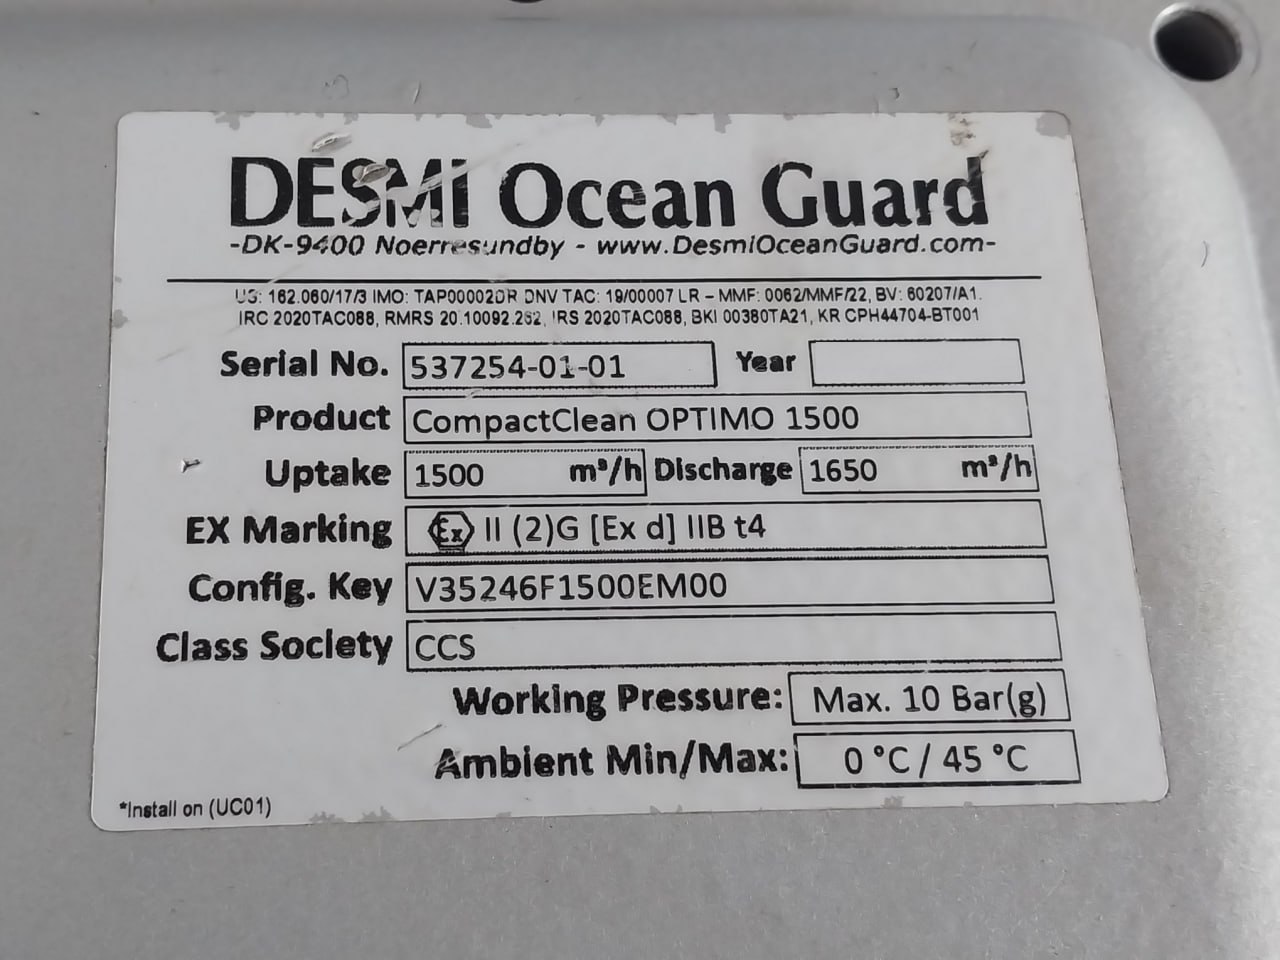 DESMI Ocean Guard
-DK-9400 Noerresundby - www.DesmiOceanGuard.com-
US: 162.060/17/3 IMO: TAP00002DR DNV TAC: 19/00007 LR – MMF: 0062/MMF/22, BV: 60207/A1.
IRC 2020TAC088, RMRS 20.10092.262, IRS 2020TAC088, BKI 00380TA21, KR CPH44704-BT001
Serial No. 537254-01-01 Year
Product CompactClean OPTIMO 1500
Uptake 1500 m³/h Discharge 1650 m³/h
EX Marking Ex II (2)G [Ex d] IIB t4
Config. Key V35246F1500EM00
Class Society CCS
Working Pressure: Max. 10 Bar(g)
Ambient Min/Max: 0 °C / 45 °C
*Install on (UC01)